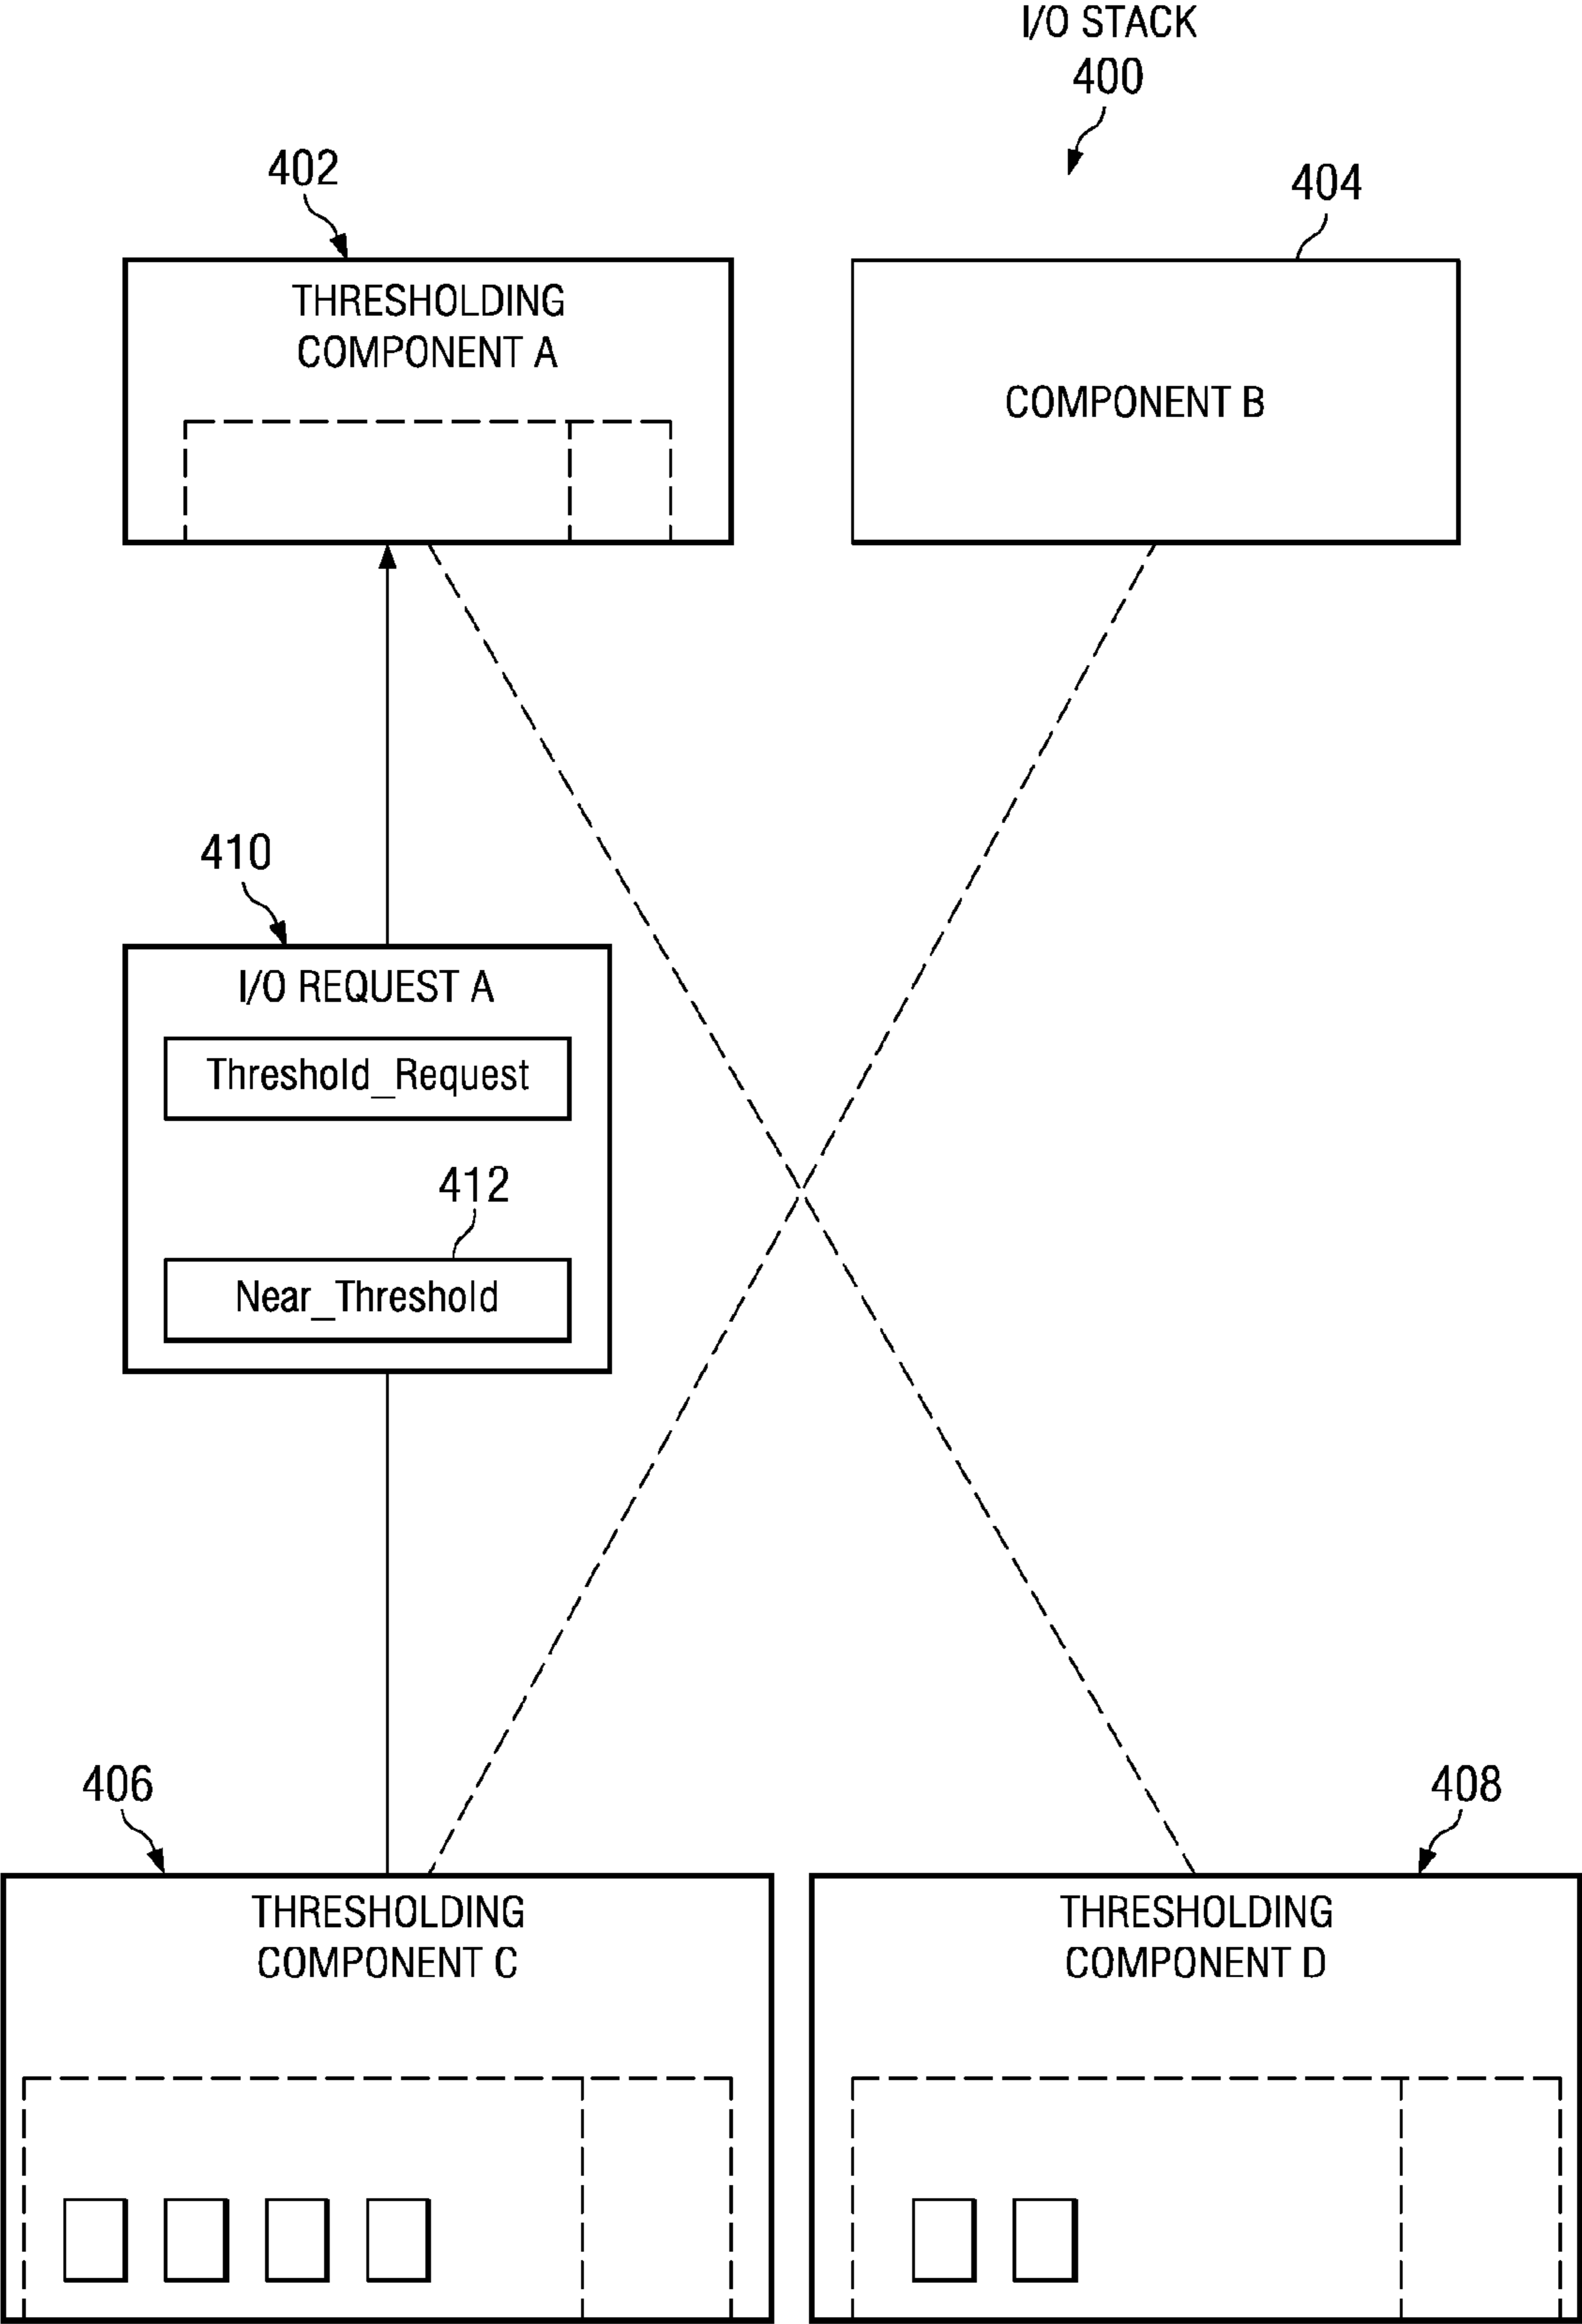 I/O STACK
400
402
404
THRESHOLDING
COMPONENT A
COMPONENT B
410
I/O REQUEST A
Threshold_Request
412
Near_Threshold
406
408
THRESHOLDING
COMPONENT C
THRESHOLDING
COMPONENT D